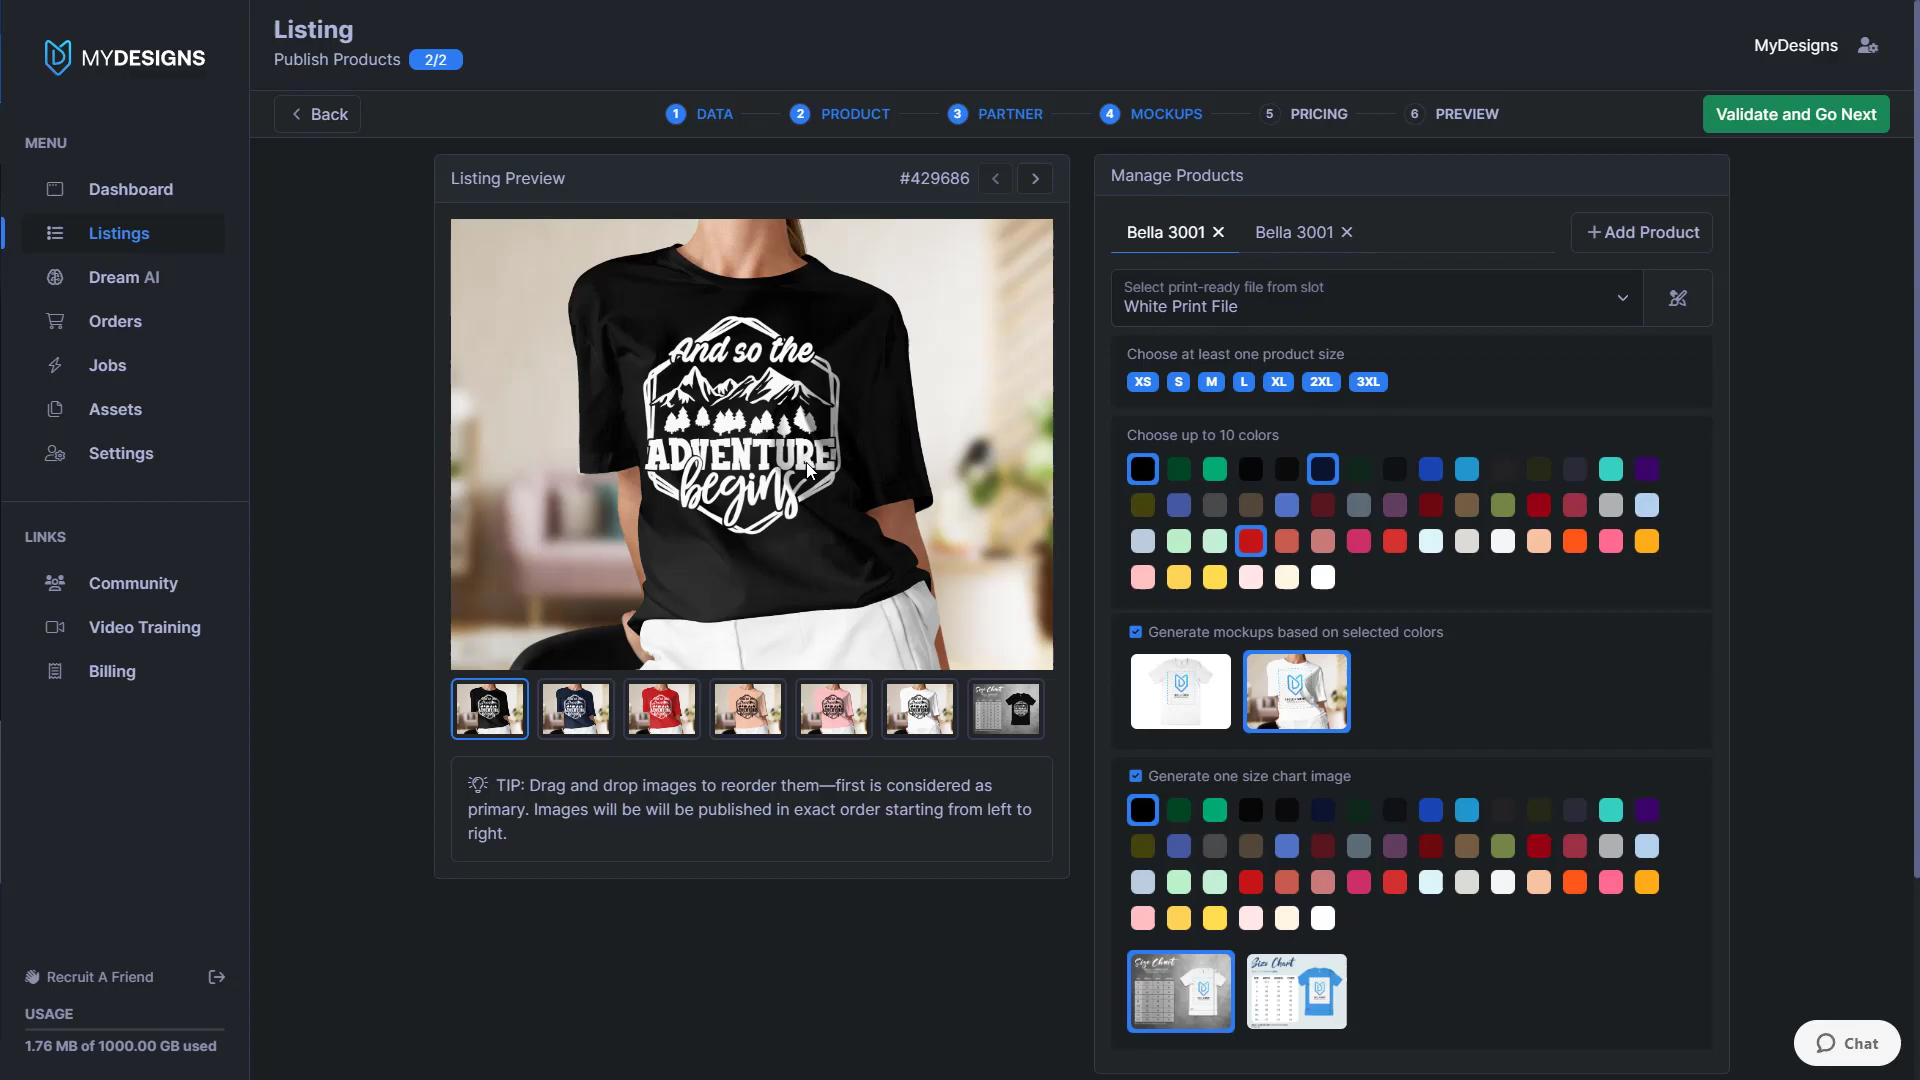 MYDESIGNS
Listing
Publish Products 2/2
MyDesigns
Back
1 DATA
2 PRODUCT
3 PARTNER
4 MOCKUPS
5 PRICING
6 PREVIEW
Validate and Go Next
MENU
Dashboard
Listings
Dream AI
Orders
Jobs
Assets
Settings
LINKS
Community
Video Training
Billing
Recruit A Friend
USAGE
1.76 MB of 1000.00 GB used
Listing Preview
#429686
And so the
ADVENTURE
begins
Size Chart
TIP: Drag and drop images to reorder them—first is considered as
primary. Images will be will be published in exact order starting from left to
right.
Manage Products
Bella 3001
Bella 3001
Add Product
Select print-ready file from slot
White Print File
Choose at least one product size
XS S M L XL 2XL 3XL
Choose up to 10 colors
Generate mockups based on selected colors
Generate one size chart image
Size Chart
Size Chart
Chat